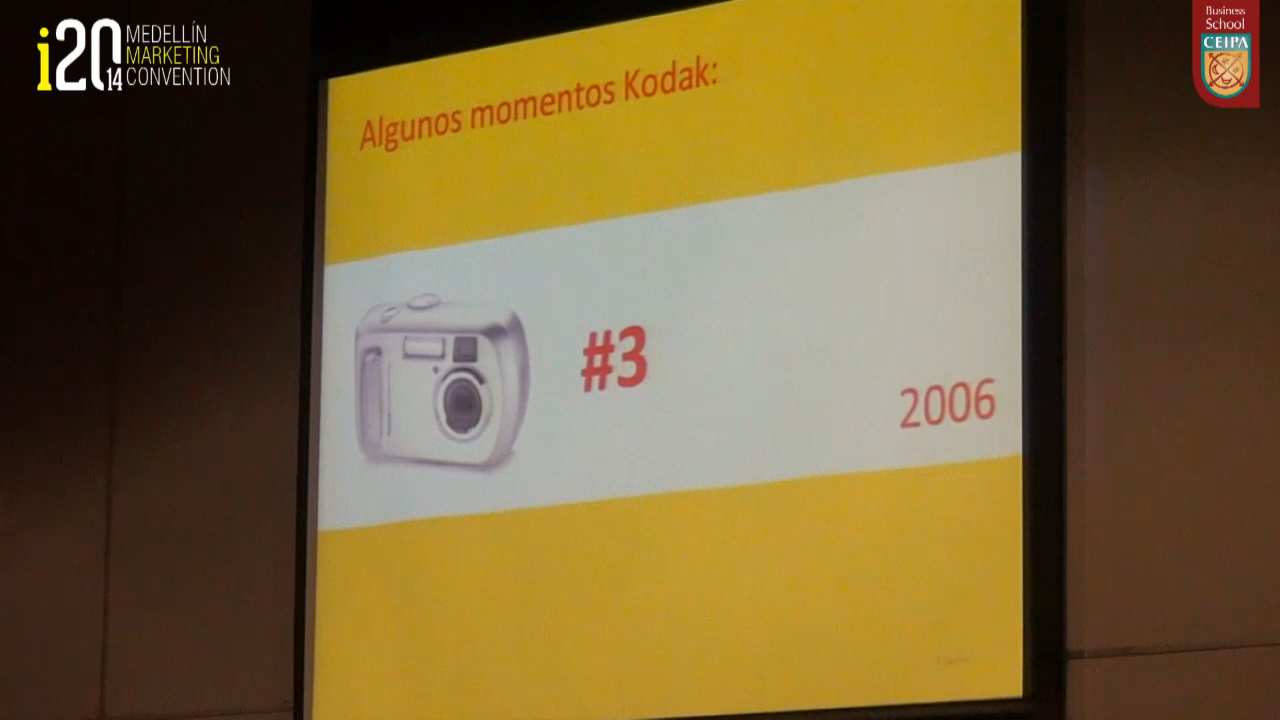 i20
14
MEDELLÍN
MARKETING
CONVENTION
Business
School
CEIPA
Algunos momentos Kodak:
#3
2006